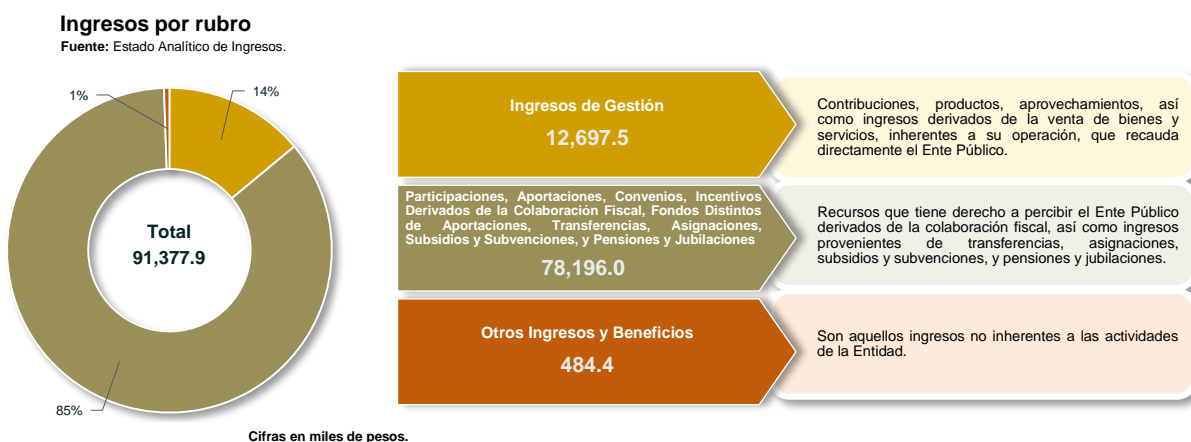 Ingresos por rubro
Fuente: Estado Analítico de Ingresos.
1%
14%
Total
91,377.9
85%
Ingresos de Gestión
12,697.5
Contribuciones, productos, aprovechamientos, así
como ingresos derivados de la venta de bienes y
servicios, inherentes a su operación, que recauda
directamente el Ente Público.
Participaciones, Aportaciones, Convenios, Incentivos
Derivados de la Colaboración Fiscal, Fondos Distintos
de Aportaciones, Transferencias, Asignaciones,
Subsidios y Subvenciones, y Pensiones y Jubilaciones
78,196.0
Recursos que tiene derecho a percibir el Ente Público
derivados de la colaboración fiscal, así como ingresos
provenientes de transferencias, asignaciones,
subsidios y subvenciones, y pensiones y jubilaciones.
Otros Ingresos y Beneficios
484.4
Son aquellos ingresos no inherentes a las actividades
de la Entidad.
Cifras en miles de pesos.